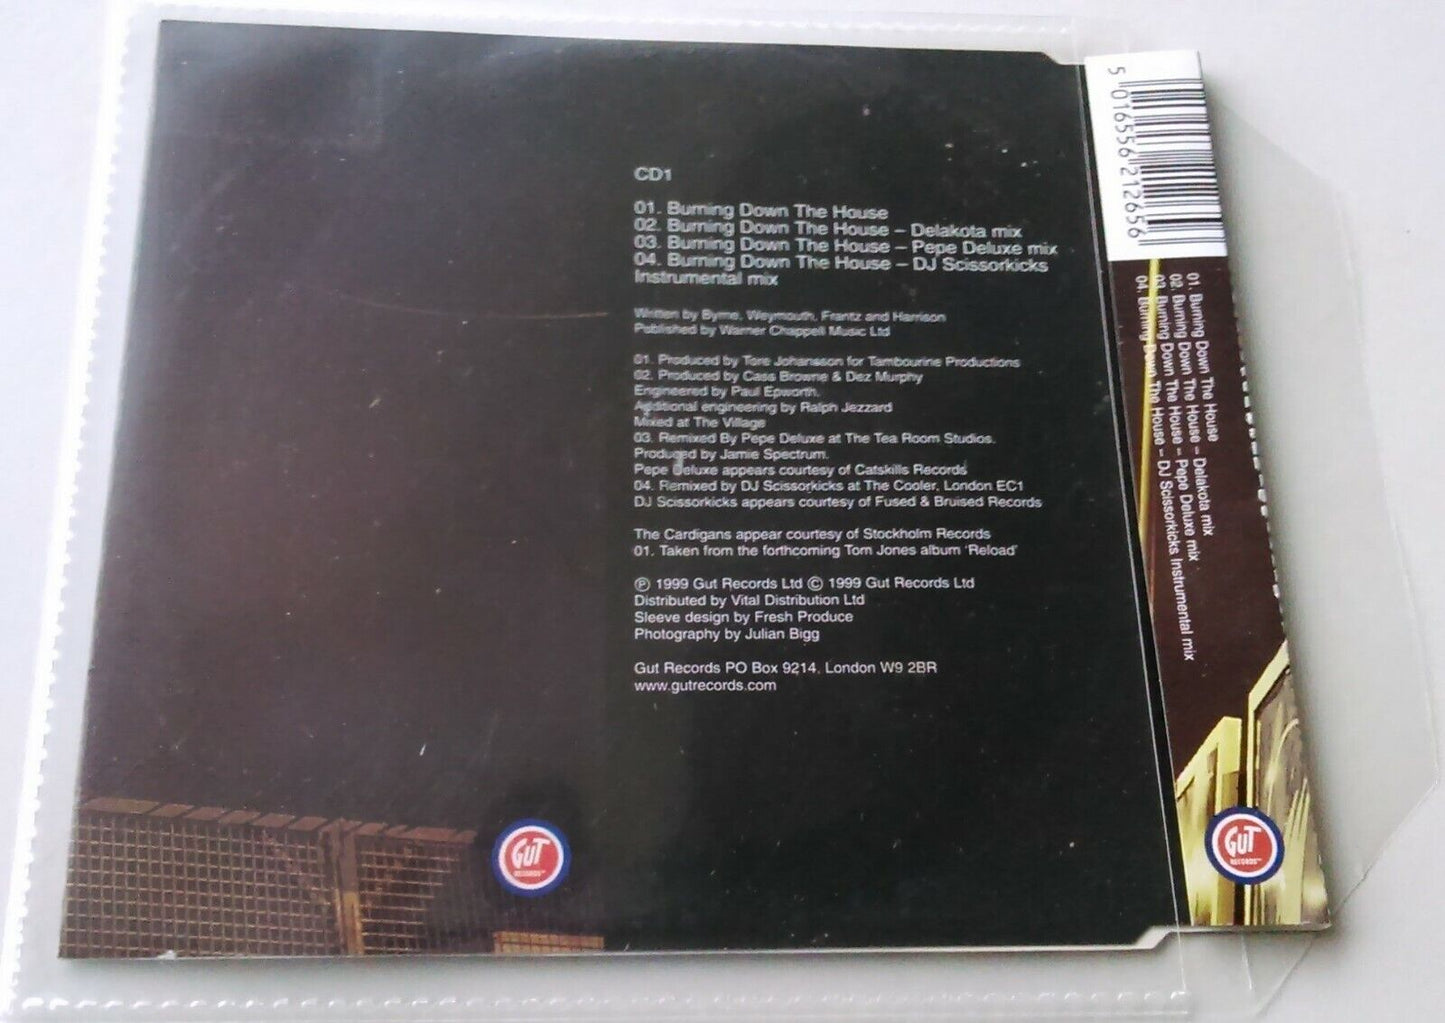 CD1
01. Burning Down The House
02. Burning Down The House – Delakota mix
03. Burning Down The House – Pepe Deluxe mix
04. Burning Down The House – DJ Scissorkicks
Instrumental mix
Written by Byrne, Weymouth, Frantz and Harrison
Published by Warner Chappell Music Ltd
01. Produced by Tore Johansson for Tambourine Productions
02. Produced by Cass Browne & Dez Murphy
Engineered by Paul Epworth.
Additional engineering by Ralph Jezzard
Mixed at The Village
03. Remixed By Pepe Deluxe at The Tea Room Studios.
Produced by Jamie Spectrum.
Pepe Deluxe appears courtesy of Catskills Records
04. Remixed by DJ Scissorkicks at The Cooler, London EC1
DJ Scissorkicks appears courtesy of Fused & Bruised Records
The Cardigans appear courtesy of Stockholm Records
01. Taken from the forthcoming Tom Jones album 'Reload'
℗ 1999 Gut Records Ltd © 1999 Gut Records Ltd
Distributed by Vital Distribution Ltd
Sleeve design by Fresh Produce
Photography by Julian Bigg
Gut Records PO Box 9214, London W9 2BR
www.gutrecords.com
GUT
RECORDS™
5 016556 212656
01. Burning Down The House
02. Burning Down The House – Delakota mix
03. Burning Down The House – Pepe Deluxe mix
04. Burning Down The House – DJ Scissorkicks Instrumental mix
GUT
RECORDS™